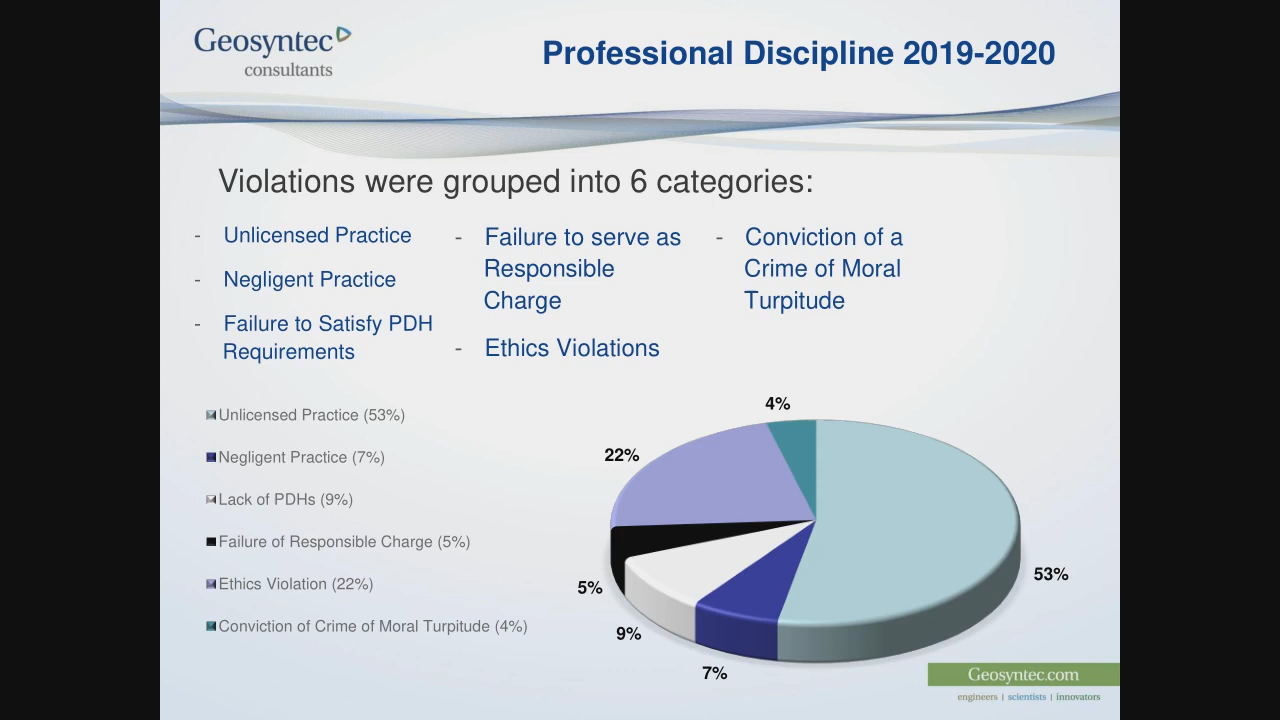 Geosyntec
consultants
Professional Discipline 2019-2020
Violations were grouped into 6 categories:
- Unlicensed Practice
- Negligent Practice
- Failure to Satisfy PDH
Requirements
- Failure to serve as
Responsible
Charge
- Ethics Violations
- Conviction of a
Crime of Moral
Turpitude
Unlicensed Practice (53%)
Negligent Practice (7%)
Lack of PDHs (9%)
Failure of Responsible Charge (5%)
Ethics Violation (22%)
Conviction of Crime of Moral Turpitude (4%)
4%
22%
5%
9%
7%
53%
Geosyntec.com
engineers | scientists | innovators